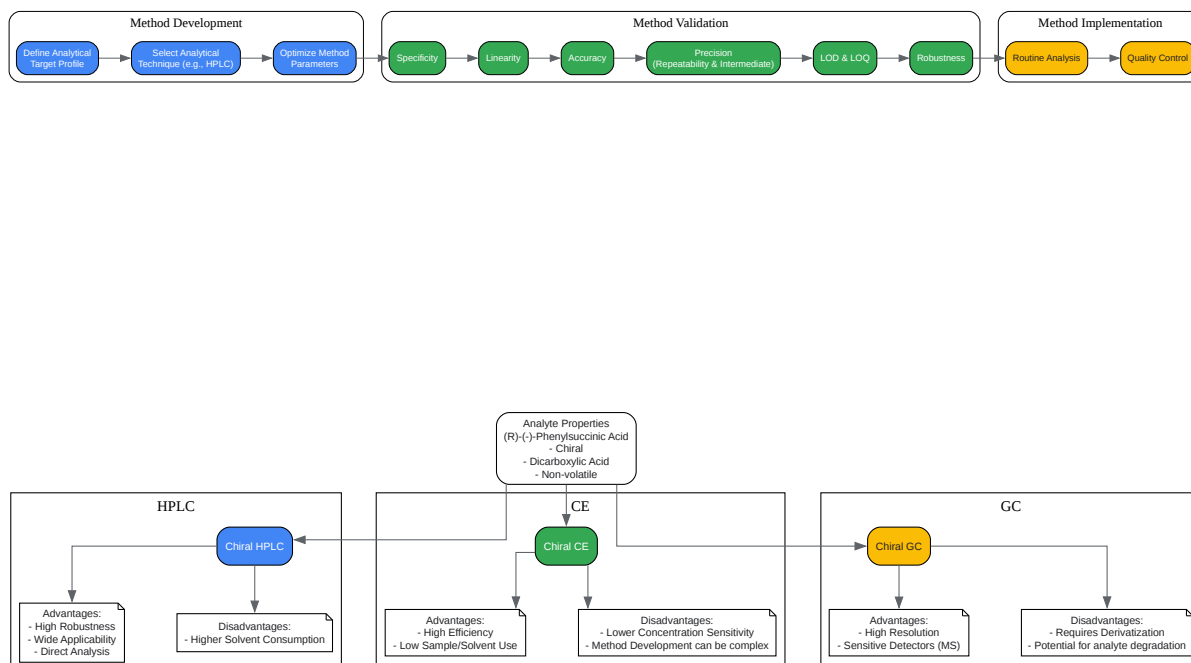 Method Development
Method Validation
Method Implementation
Define Analytical
Target Profile
Select Analytical
Technique (e.g., HPLC)
Optimize Method
Parameters
Specificity
Linearity
Accuracy
Precision
(Repeatability & Intermediate)
LOD & LOQ
Robustness
Routine Analysis
Quality Control
Analyte Properties
(R)-(-)-Phenylsuccinic Acid
- Chiral
- Dicarboxylic Acid
- Non-volatile
HPLC
Chiral HPLC
Advantages:
- High Robustness
- Wide Applicability
- Direct Analysis
Disadvantages:
- Higher Solvent Consumption
CE
Chiral CE
Advantages:
- High Efficiency
- Low Sample/Solvent Use
Disadvantages:
- Lower Concentration Sensitivity
- Method Development can be complex
GC
Chiral GC
Advantages:
- High Resolution
- Sensitive Detectors (MS)
Disadvantages:
- Requires Derivatization
- Potential for analyte degradation